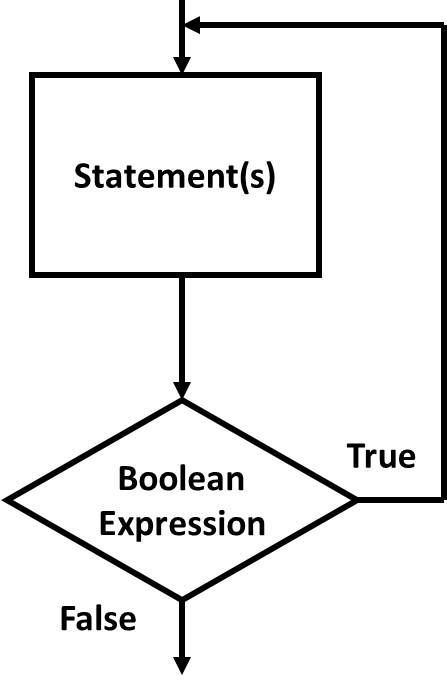 Statement(s)
True
Boolean
Expression
False